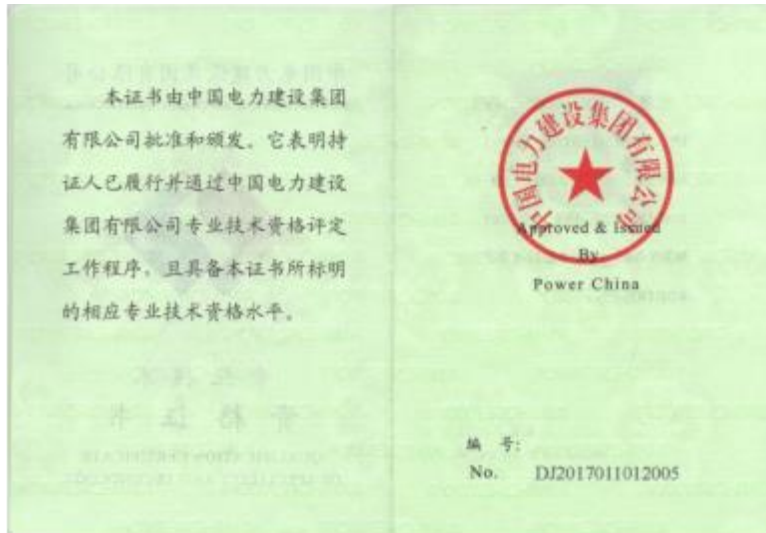 本证书由中国电力建设集团
有限公司批准和颁发。它表明持
证人已履行并通过中国电力建设
集团有限公司专业技术资格评定
工作程序，且具备本证书所标明
的相应专业技术资格水平。
中国电力建设集团有限公司
Approved & Issued
By
Power China
编 号:
No. DJ2017011012005